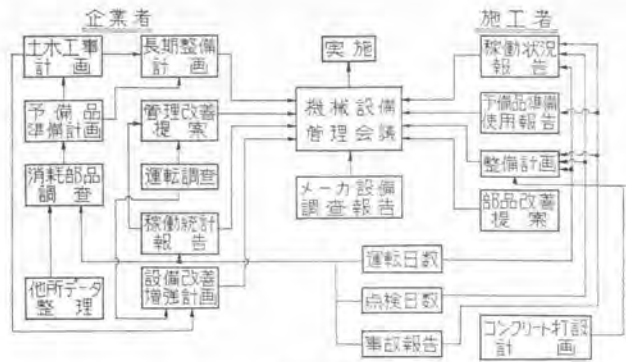 企業者
土木工事
計画
長期整備
計画
予備品
準備計画
管理改善
提案
消耗部品
調査
運転調査
稼働統計
報告
他所データ
整理
設備改善
増強計画
実施
機械設備
管理会議
メーカ設備
調査報告
運転日数
点検日数
事故報告
施工者
稼働状況
報告
予備品準備
使用報告
整備計画
部品改善
提案
コンクリート打設
計画